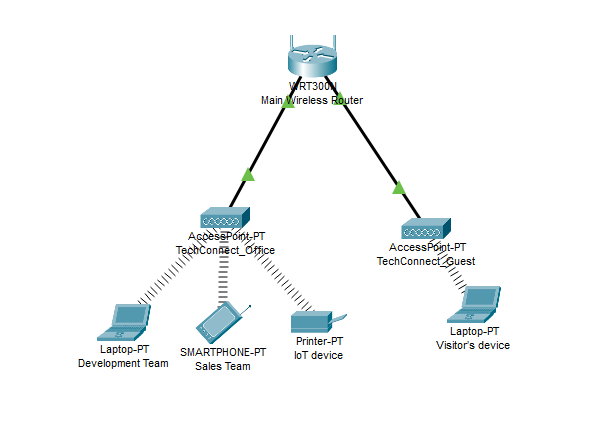 WRT300N
Main Wireless Router
AccessPoint-PT
TechConnect_Office
AccessPoint-PT
TechConnect_Guest
Laptop-PT
Development Team
SMARTPHONE-PT
Sales Team
Printer-PT
IoT device
Laptop-PT
Visitor's device